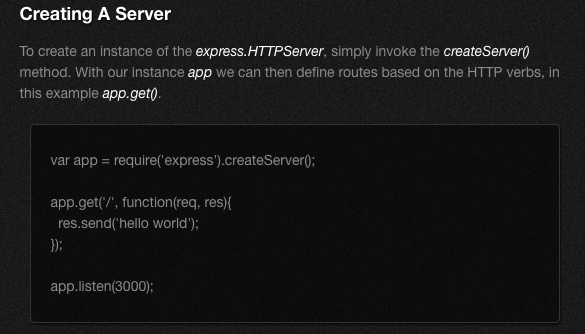 Creating A Server
To create an instance of the express.HTTPServer, simply invoke the createServer()
method. With our instance app we can then define routes based on the HTTP verbs, in
this example app.get().
var app = require('express').createServer();
app.get('/', function(req, res){
  res.send('hello world');
});
app.listen(3000);